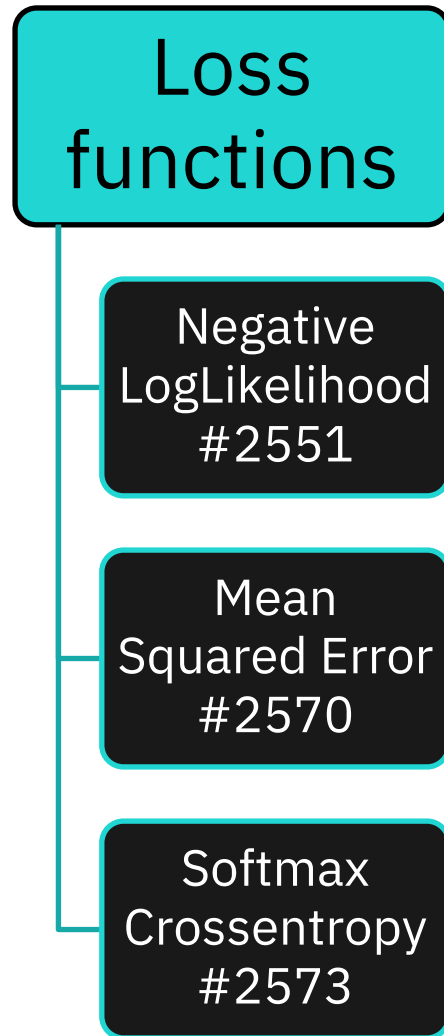 Loss
functions
Negative
LogLikelihood
#2551
Mean
Squared Error
#2570
Softmax
Crossentropy
#2573